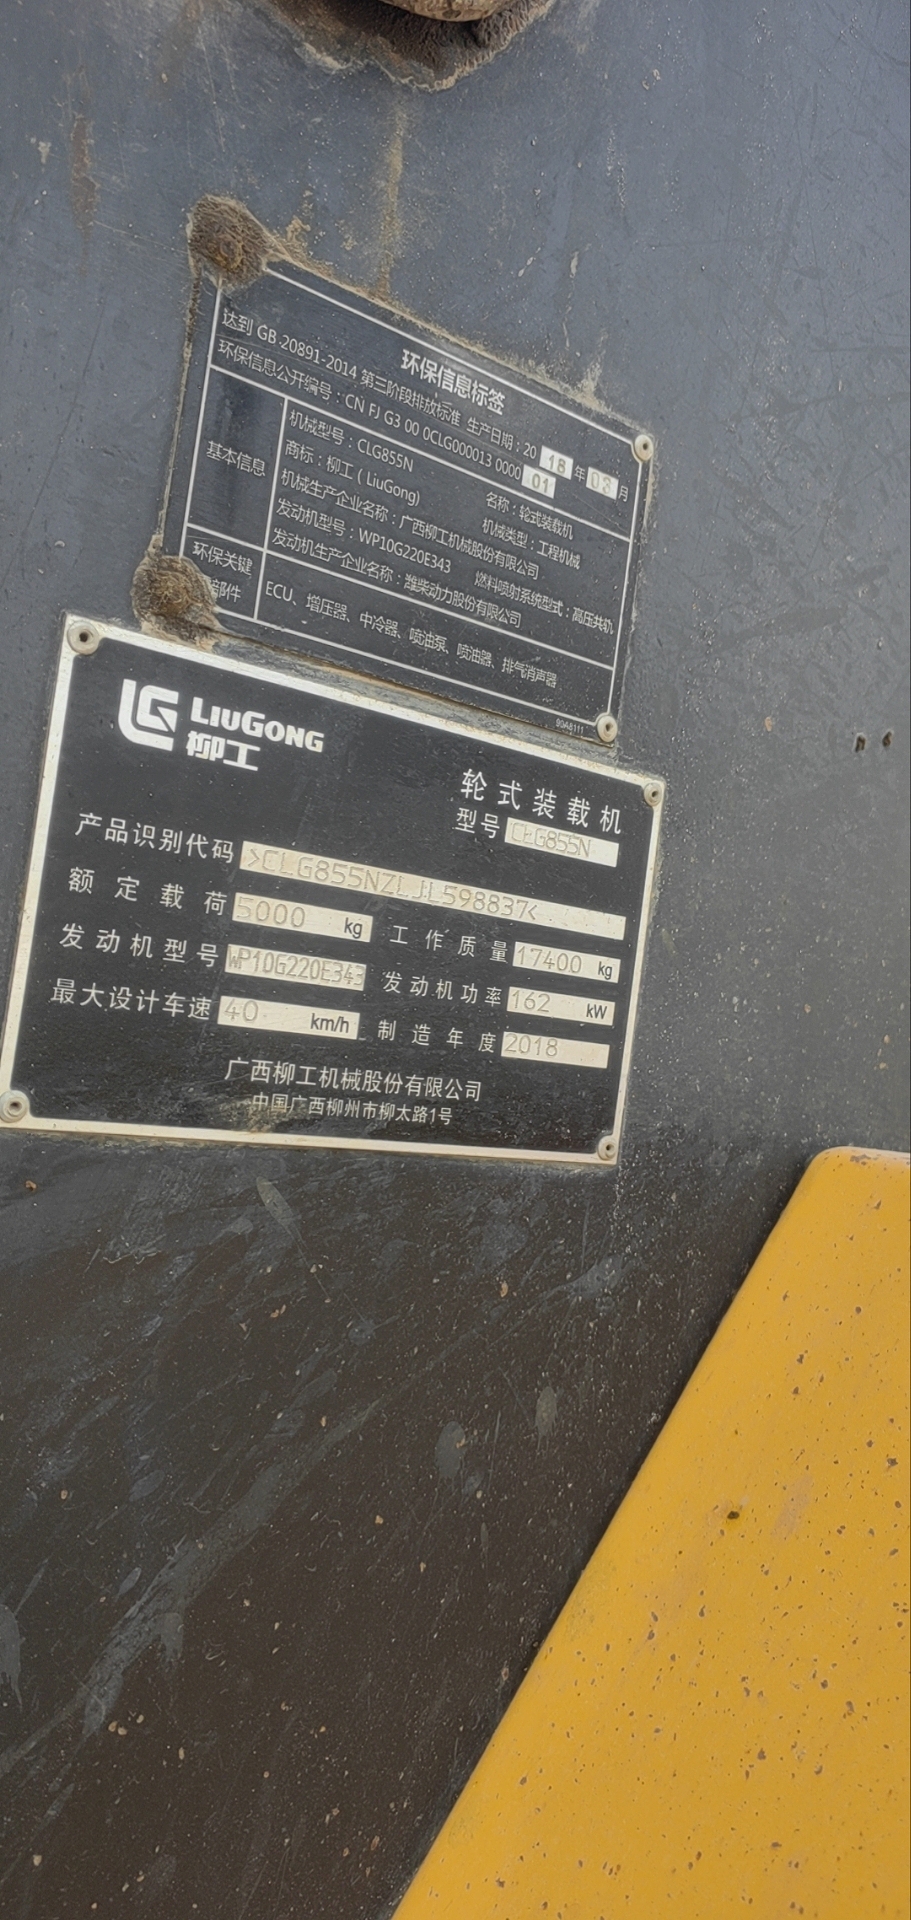 环保信息标签
达到 GB 20891-2014 第三阶段排放标准 生产日期：2018年03月
环保信息公开编号：CN FJ G3 00 0CLG000013 0000 01
基本信息
机械型号：CLG855N 名称：轮式装载机
商标：柳工（LiuGong） 机械类型：工程机械
机械生产企业名称：广西柳工机械股份有限公司
发动机型号：WP10G220E343 燃料喷射系统型式：高压共轨
发动机生产企业名称：潍柴动力股份有限公司
环保关键
部件
ECU、增压器、中冷器、喷油泵、喷油器、排气消声器
LIUGONG
柳工
轮式装载机
型号 CLG855N
产品识别代码 >CLG855NZLJL598837<
额定载荷 5000 kg 工作质量 17400 kg
发动机型号 WP10G220E343 发动机功率 162 kW
最大设计车速 40 km/h 制造年度 2018
广西柳工机械股份有限公司
中国广西柳州市柳太路1号